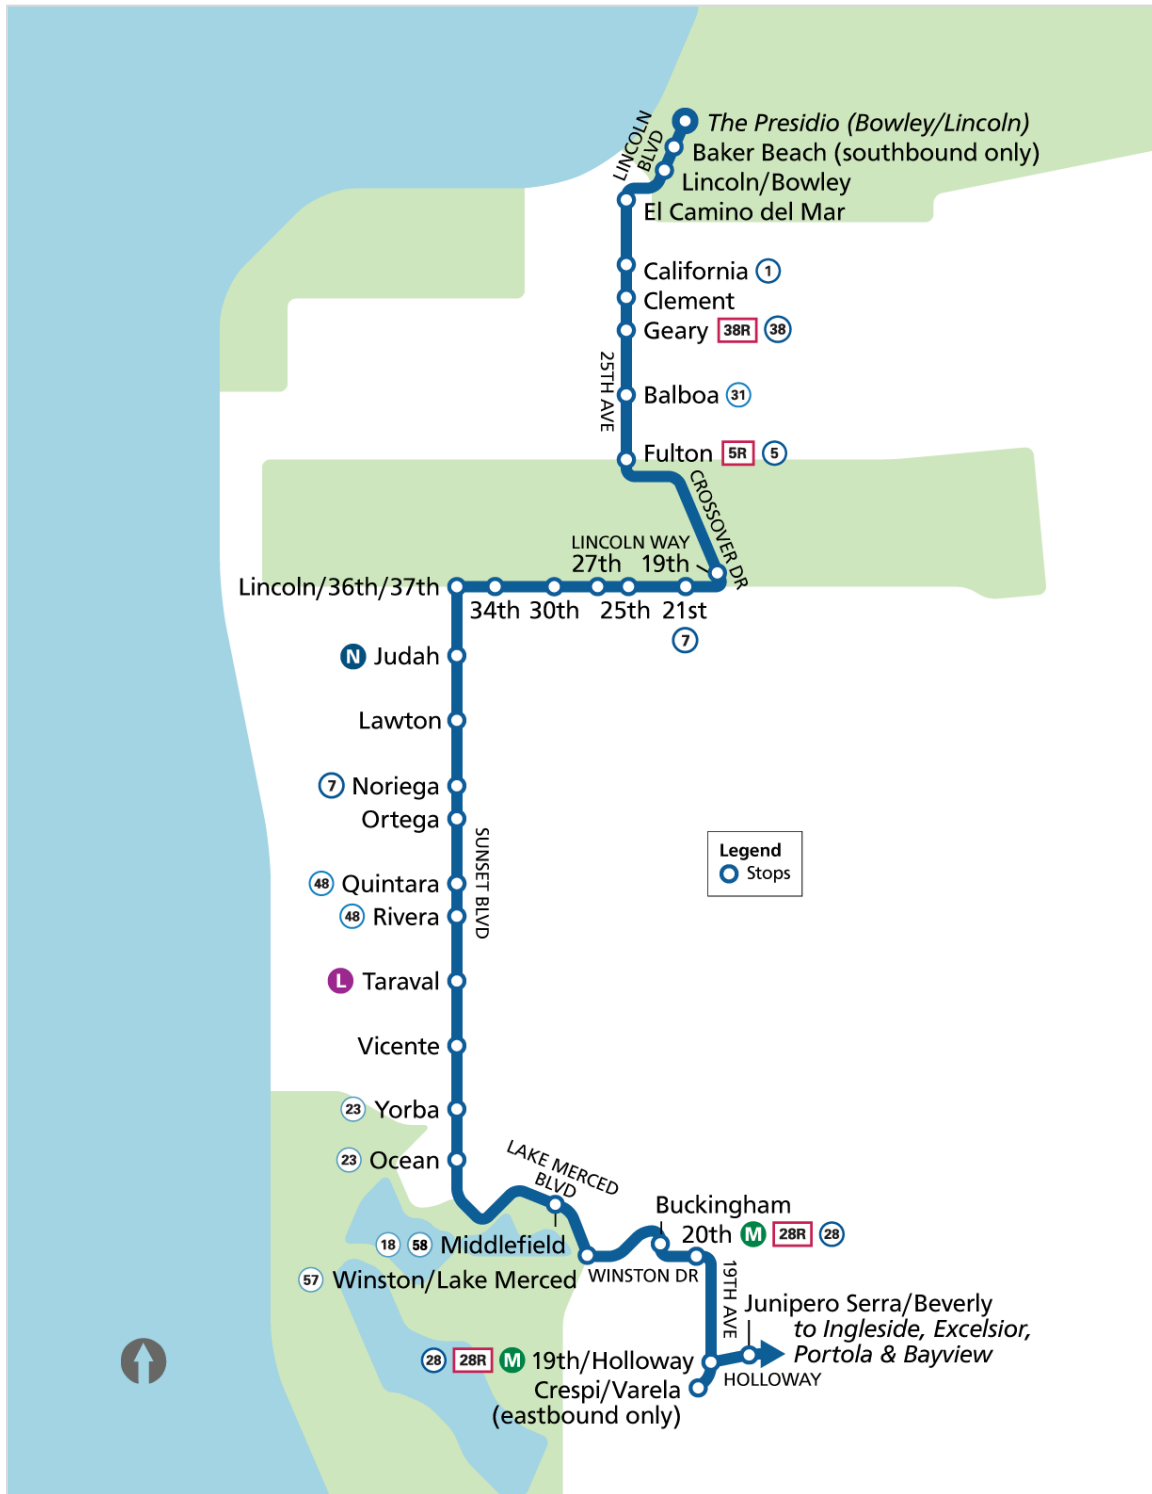 LINCOLN
BLVD
The Presidio (Bowley/Lincoln)
Baker Beach (southbound only)
Lincoln/Bowley
El Camino del Mar
California 1
Clement
Geary 38R 38
25TH AVE
Balboa 31
Fulton 5R 5
CROSSOVER DR
LINCOLN WAY
27th 19th
Lincoln/36th/37th
34th 30th 25th 21st
7
N Judah
Lawton
7 Noriega
Ortega
SUNSET BLVD
48 Quintara
48 Rivera
Legend
Stops
L Taraval
Vicente
23 Yorba
23 Ocean
LAKE MERCED
BLVD
Buckingham
20th M 28R 28
18 58 Middlefield
57 Winston/Lake Merced
WINSTON DR
19TH AVE
Junipero Serra/Beverly
to Ingleside, Excelsior,
Portola & Bayview
28 28R M 19th/Holloway
HOLLOWAY
Crespi/Varela
(eastbound only)